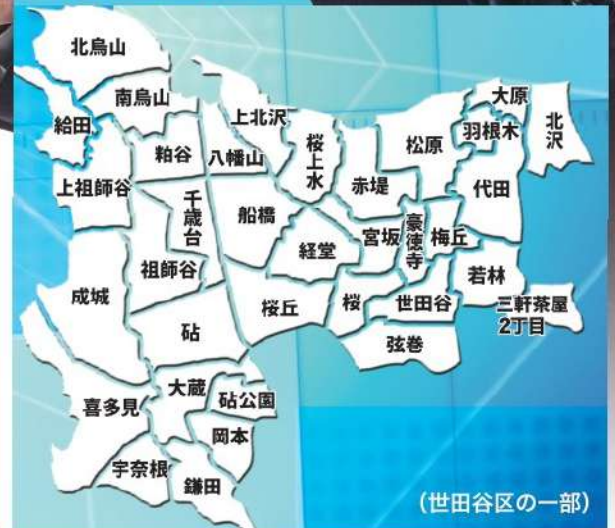 北烏山
南烏山
給田
上北沢
大原
北沢
羽根木
松原
桜上水
粕谷
八幡山
上祖師谷
赤堤
代田
千歳台
船橋
宮坂
豪徳寺
梅丘
経堂
祖師谷
若林
成城
桜丘
桜
世田谷
三軒茶屋
2丁目
砧
弦巻
大蔵
砧公園
喜多見
岡本
宇奈根
鎌田
(世田谷区の一部)